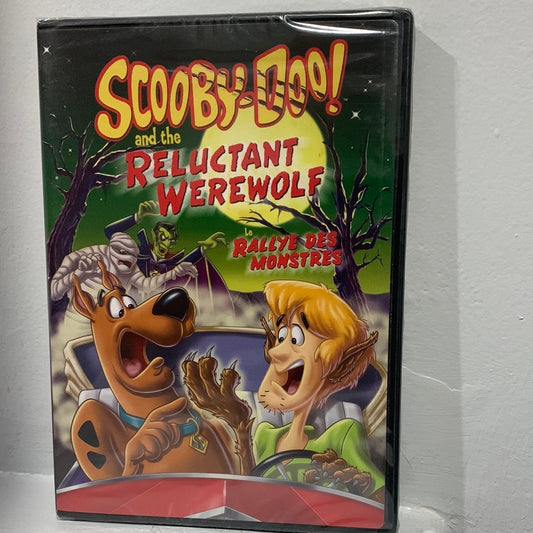 SCOOBY-DOO!
and the
RELUCTANT
WEREWOLF
Le
RALLYE DES
MONSTRES